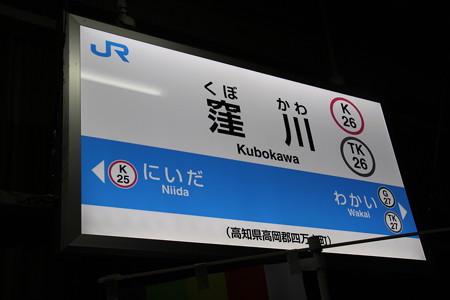 JR
くぼ かわ
窪川
Kubokawa
K
26
TK
26
K
25
にいだ
Niida
わかい
Wakai
G
27
TK
27
(高知県高岡郡四万十町)